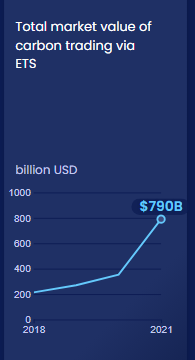 Total market value of
carbon trading via
ETS
billion USD
1000
$790B
800
600
400
200
0
2018 2021